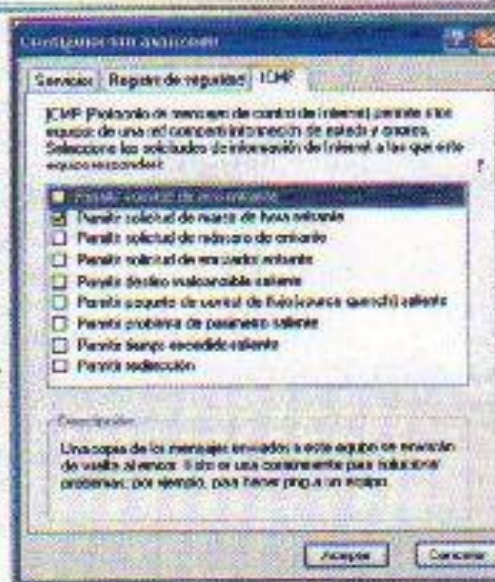 Configuración avanzada
Servicios Registro de seguridad ICMP
ICMP (Protocolo de mensajes de control de Internet) permite a los
equipos de una red compartir información de estado y errores.
Seleccione las solicitudes de información de Internet a las que este
equipo responderá:
Permitir solicitud de eco entrante
Permitir solicitud de marca de hora entrante
Permitir solicitud de máscara de entrante
Permitir solicitud de enrutador entrante
Permitir destino inalcanzable saliente
Permitir paquete de control de flujo (source quench) saliente
Permitir problema de parámetro saliente
Permitir tiempo excedido saliente
Permitir redirección
Descripción
Una copia de los mensajes enviados a este equipo se enviarán
de vuelta al emisor. Esto se usa comúnmente para solucionar
problemas, por ejemplo, para hacer ping a un equipo.
Aceptar Cancelar